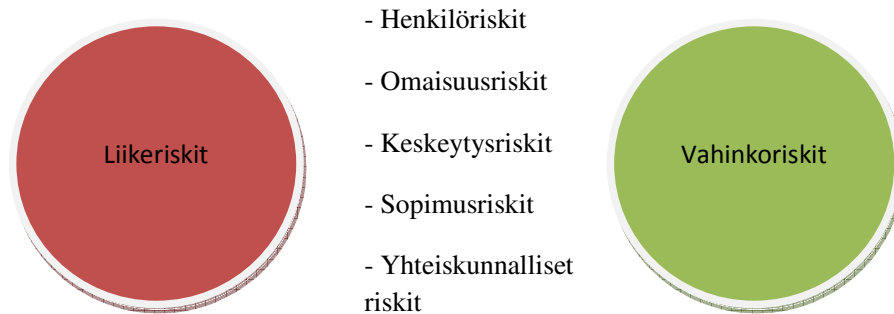 Liikeriskit
- Henkilöriskit
- Omaisuusriskit
- Keskeytysriskit
- Sopimusriskit
- Yhteiskunnalliset
riskit
Vahinkoriskit